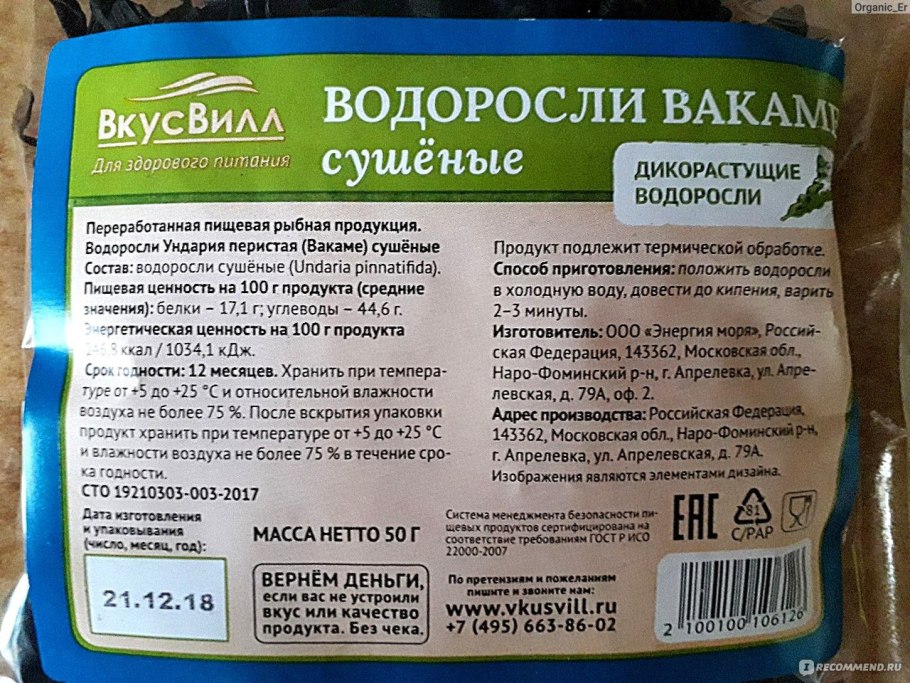 Organic_Er
ВкусВилл
Для здорового питания
ВОДОРОСЛИ ВАКАМЕ
сушёные
ДИКОРАСТУЩИЕ
ВОДОРОСЛИ
Переработанная пищевая рыбная продукция.
Водоросли Ундария перистая (Вакаме) сушёные
Состав: водоросли сушёные (Undaria pinnatifida).
Пищевая ценность на 100 г продукта (средние
значения): белки – 17,1 г; углеводы – 44,6 г.
Энергетическая ценность на 100 г продукта
246,8 ккал / 1034,1 кДж.
Срок годности: 12 месяцев. Хранить при темпера-
туре от +5 до +25 °С и относительной влажности
воздуха не более 75 %. После вскрытия упаковки
продукт хранить при температуре от +5 до +25 °С
и влажности воздуха не более 75 % в течение сро-
ка годности.
СТО 19210303-003-2017
Продукт подлежит термической обработке.
Способ приготовления: положить водоросли
в холодную воду, довести до кипения, варить
2–3 минуты.
Изготовитель: ООО «Энергия моря», Россий-
ская Федерация, 143362, Московская обл.,
Наро-Фоминский р-н, г. Апрелевка, ул. Апре-
левская, д. 79А, оф. 2.
Адрес производства: Российская Федерация,
143362, Московская обл., Наро-Фоминский р-н,
г. Апрелевка, ул. Апрелевская, д. 79А.
Изображения являются элементами дизайна.
Дата изготовления
и упаковывания
(число, месяц, год):
21.12.18
МАССА НЕТТО 50 Г
ВЕРНЁМ ДЕНЬГИ,
если вас не устроили
вкус или качество
продукта. Без чека.
Система менеджмента безопасности пи-
щевых продуктов сертифицирована на
соответствие требованиям ГОСТ Р ИСО
22000-2007
По претензиям и пожеланиям
пишите и звоните нам:
www.vkusvill.ru
+7 (495) 663-86-02
EAC
81
C/PAP
2 100100 106126
IRECOMMEND.RU